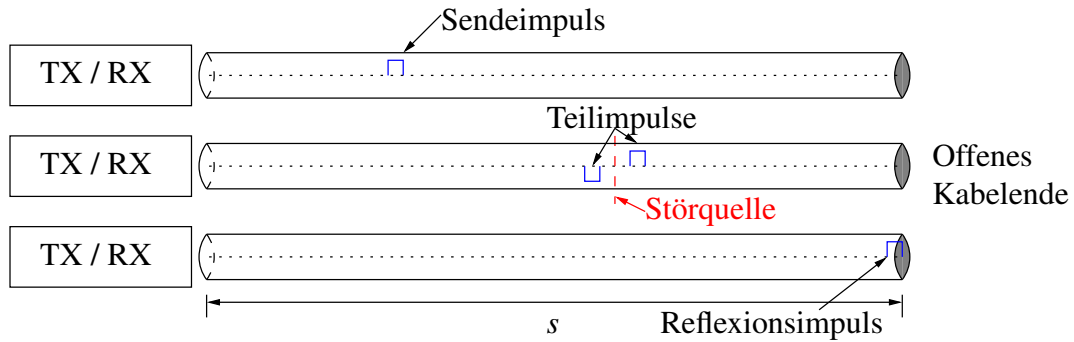 Sendeimpuls
TX / RX
Teilimpulse
TX / RX
Offenes
Kabelende
Störquelle
TX / RX
s
Reflexionsimpuls